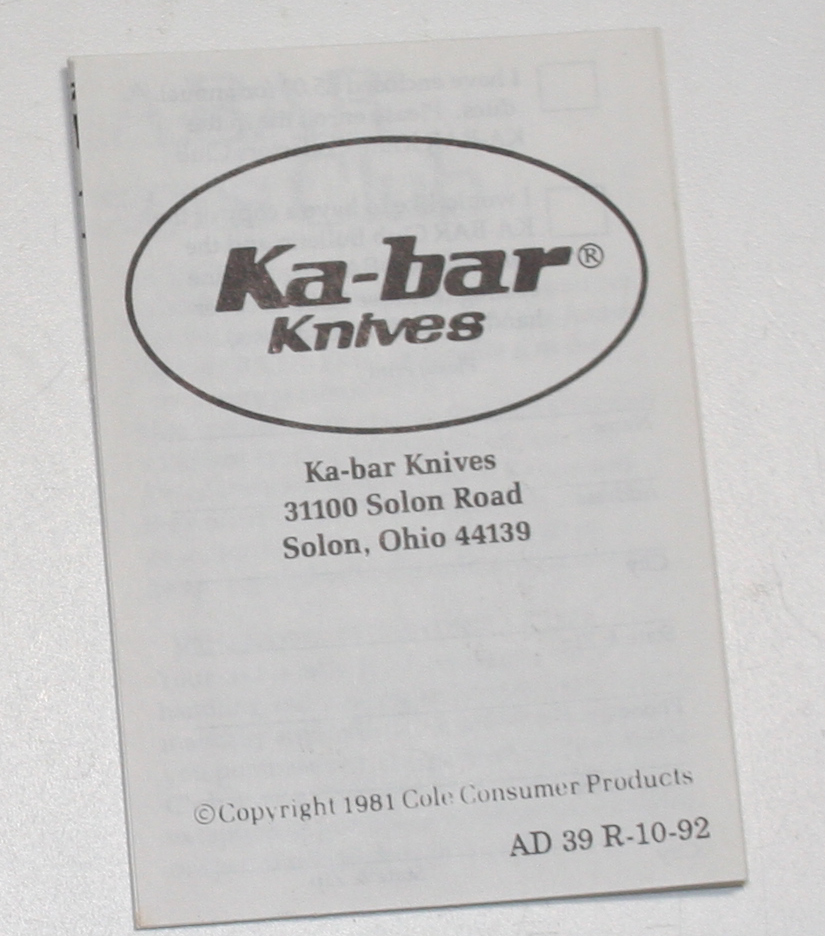 Ka-bar®
Knives
Ka-bar Knives
31100 Solon Road
Solon, Ohio 44139
©Copyright 1981 Cole Consumer Products
AD 39 R-10-92